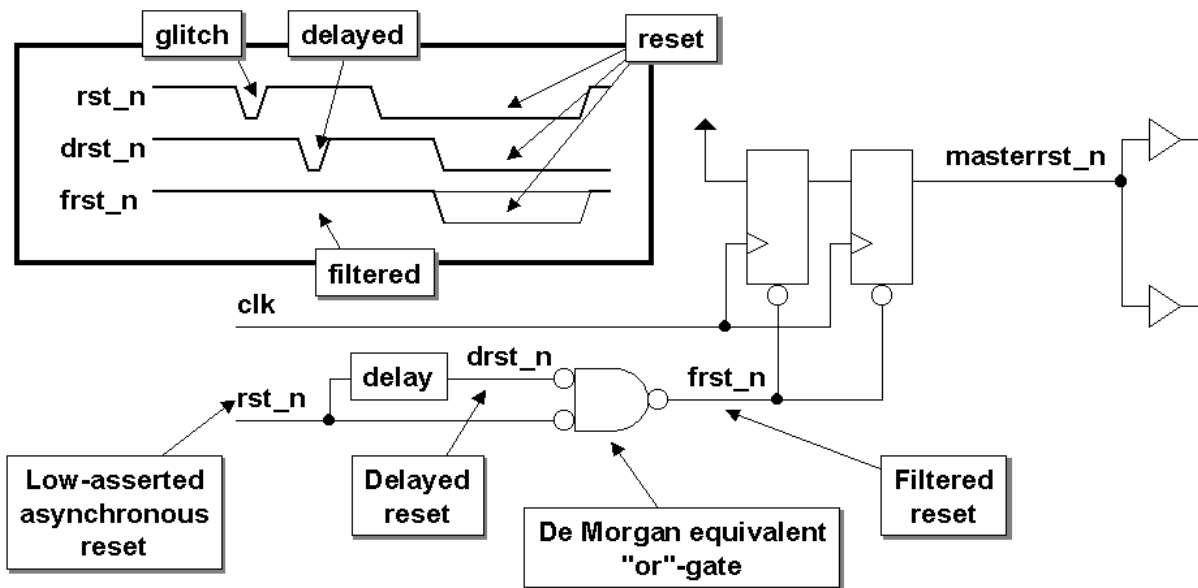 glitch
delayed
reset
rst_n
drst_n
frst_n
filtered
masterrst_n
clk
drst_n
delay
frst_n
rst_n
Low-asserted
asynchronous
reset
Delayed
reset
De Morgan equivalent
"or"-gate
Filtered
reset